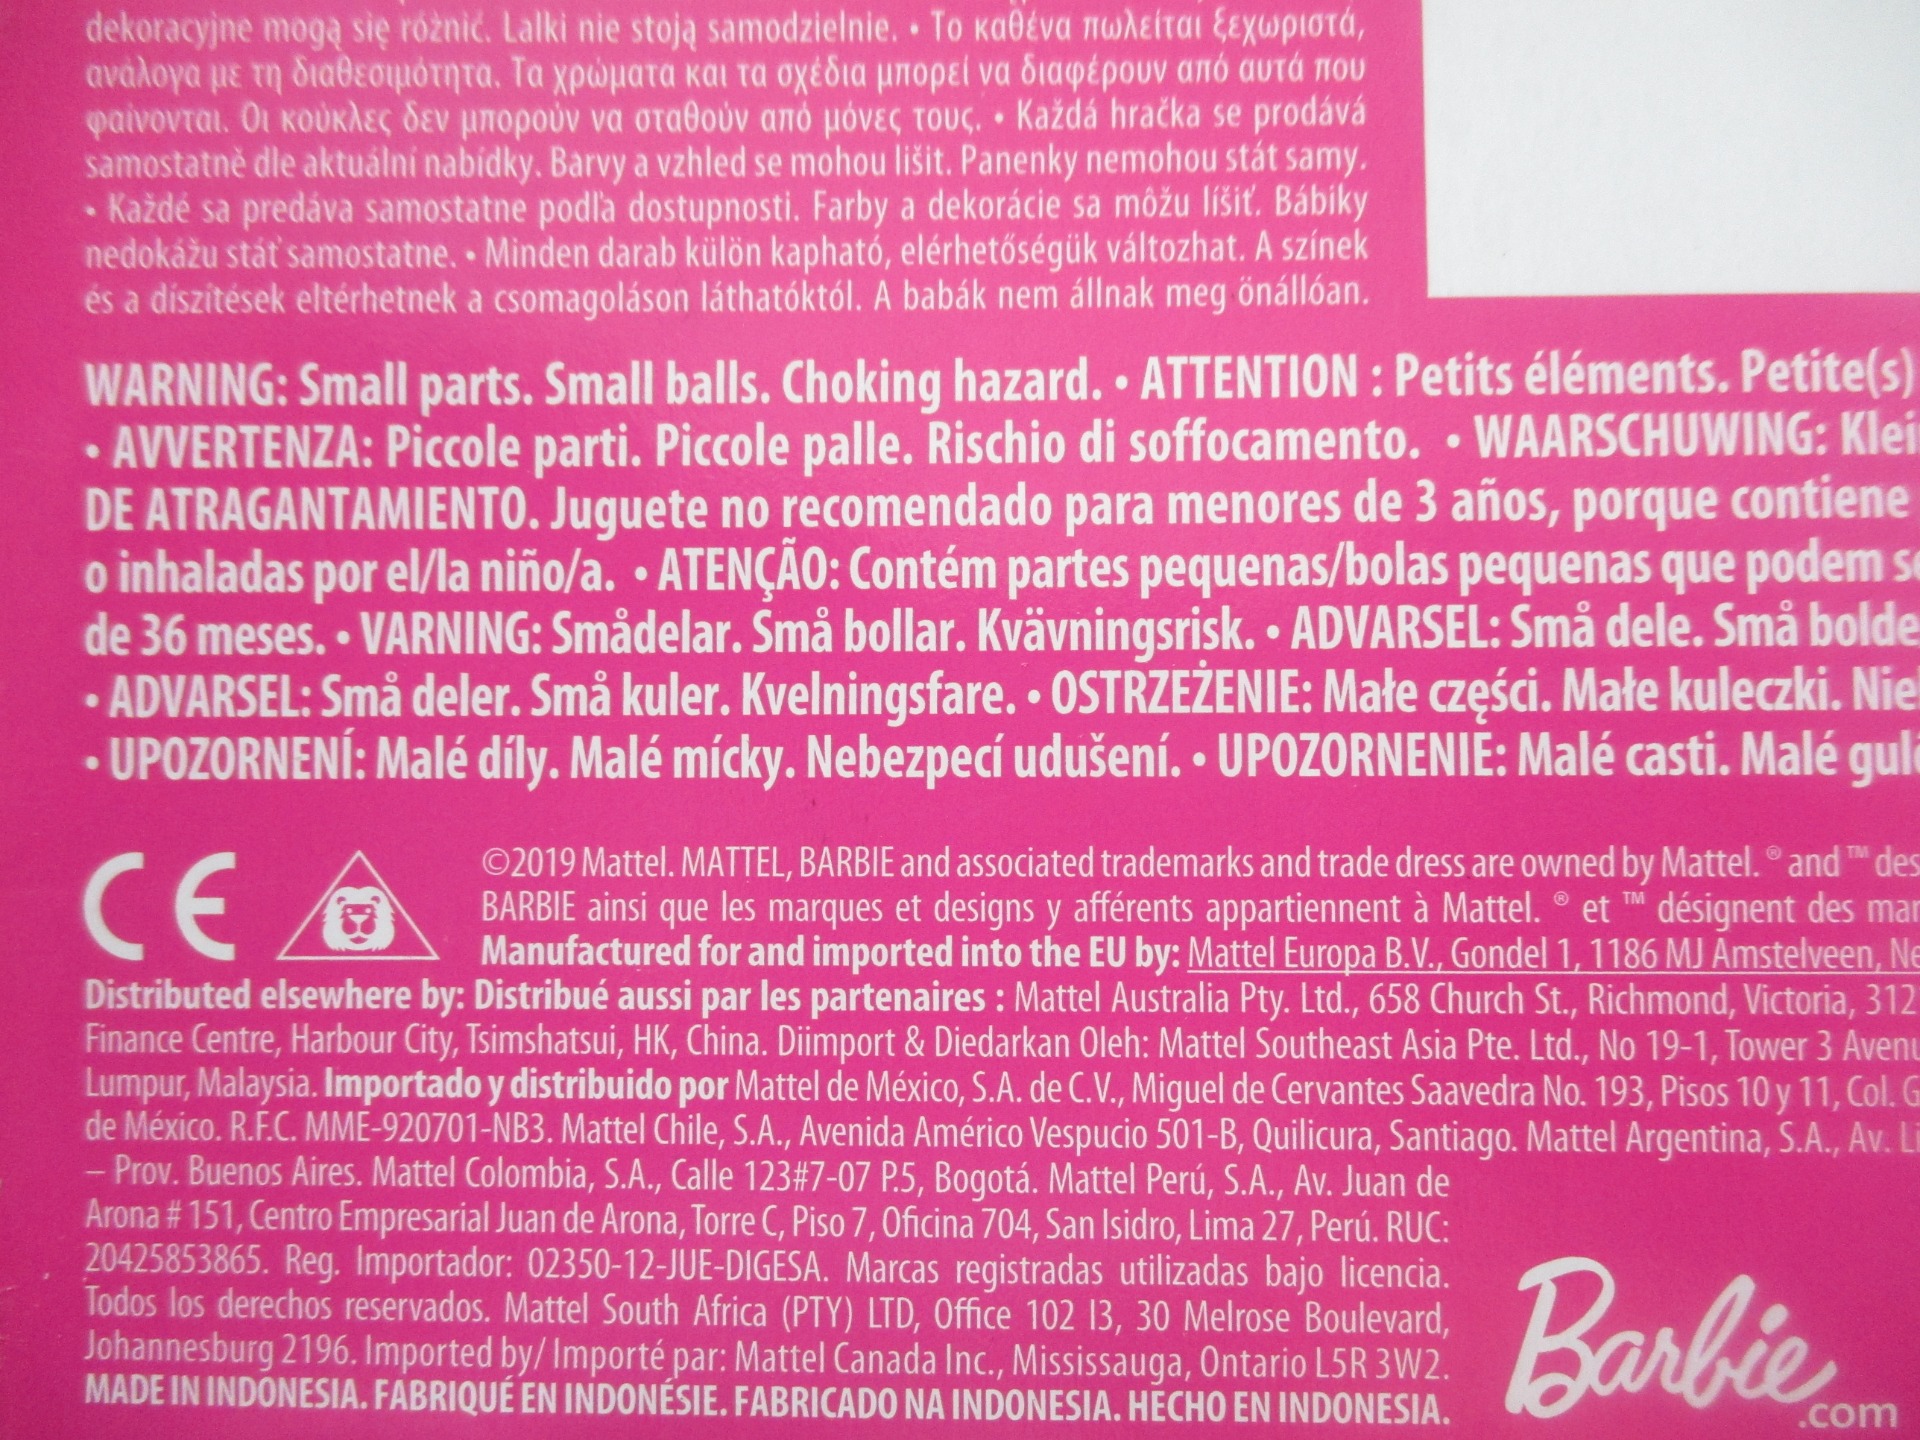 dekoracyjne mogą się różnić. Lalki nie stoją samodzielnie. • Το καθένα πωλείται ξεχωριστά,
ανάλογα με τη διαθεσιμότητα. Τα χρώματα και τα σχέδια μπορεί να διαφέρουν από αυτά που
φαίνονται. Οι κούκλες δεν μπορούν να σταθούν από μόνες τους. • Každá hračka se prodává
samostatně dle aktuální nabídky. Barvy a vzhled se mohou lišit. Panenky nemohou stát samy.
• Každé sa predáva samostatne podľa dostupnosti. Farby a dekorácie sa môžu líšiť. Bábiky
nedokážu stáť samostatne. • Minden darab külön kapható, elérhetőségük változhat. A színek
és a díszítések eltérhetnek a csomagoláson láthatóktól. A babák nem állnak meg önállóan.
WARNING: Small parts. Small balls. Choking hazard. • ATTENTION : Petits éléments. Petite(s)
• AVVERTENZA: Piccole parti. Piccole palle. Rischio di soffocamento. • WAARSCHUWING: Klei
DE ATRAGANTAMIENTO. Juguete no recomendado para menores de 3 años, porque contiene
o inhaladas por el/la niño/a. • ATENÇÃO: Contém partes pequenas/bolas pequenas que podem se
de 36 meses. • VARNING: Smådelar. Små bollar. Kvävningsrisk. • ADVARSEL: Små dele. Små bolde
• ADVARSEL: Små deler. Små kuler. Kvelningsfare. • OSTRZEŻENIE: Małe części. Małe kuleczki. Nie
• UPOZORNENÍ: Malé díly. Malé mícky. Nebezpecí udušení. • UPOZORNENIE: Malé casti. Malé gul
CE
©2019 Mattel. MATTEL, BARBIE and associated trademarks and trade dress are owned by Mattel. ® and ™ des
BARBIE ainsi que les marques et designs y afférents appartiennent à Mattel. ® et ™ désignent des mar
Manufactured for and imported into the EU by: Mattel Europa B.V., Gondel 1, 1186 MJ Amstelveen, Ne
Distributed elsewhere by: Distribué aussi par les partenaires : Mattel Australia Pty. Ltd., 658 Church St., Richmond, Victoria, 312
Finance Centre, Harbour City, Tsimshatsui, HK, China. Diimport & Diedarkan Oleh: Mattel Southeast Asia Pte. Ltd., No 19-1, Tower 3 Avenu
Lumpur, Malaysia. Importado y distribuido por Mattel de México, S.A. de C.V., Miguel de Cervantes Saavedra No. 193, Pisos 10 y 11, Col. G
de México. R.F.C. MME-920701-NB3. Mattel Chile, S.A., Avenida Américo Vespucio 501-B, Quilicura, Santiago. Mattel Argentina, S.A., Av. Li
– Prov. Buenos Aires. Mattel Colombia, S.A., Calle 123#7-07 P.5, Bogotá. Mattel Perú, S.A., Av. Juan de
Arona # 151, Centro Empresarial Juan de Arona, Torre C, Piso 7, Oficina 704, San Isidro, Lima 27, Perú. RUC:
20425853865. Reg. Importador: 02350-12-JUE-DIGESA. Marcas registradas utilizadas bajo licencia.
Todos los derechos reservados. Mattel South Africa (PTY) LTD, Office 102 I3, 30 Melrose Boulevard,
Johannesburg 2196. Imported by/ Importé par: Mattel Canada Inc., Mississauga, Ontario L5R 3W2.
MADE IN INDONESIA. FABRIQUÉ EN INDONÉSIE. FABRICADO NA INDONESIA. HECHO EN INDONESIA.
Barbie
.com